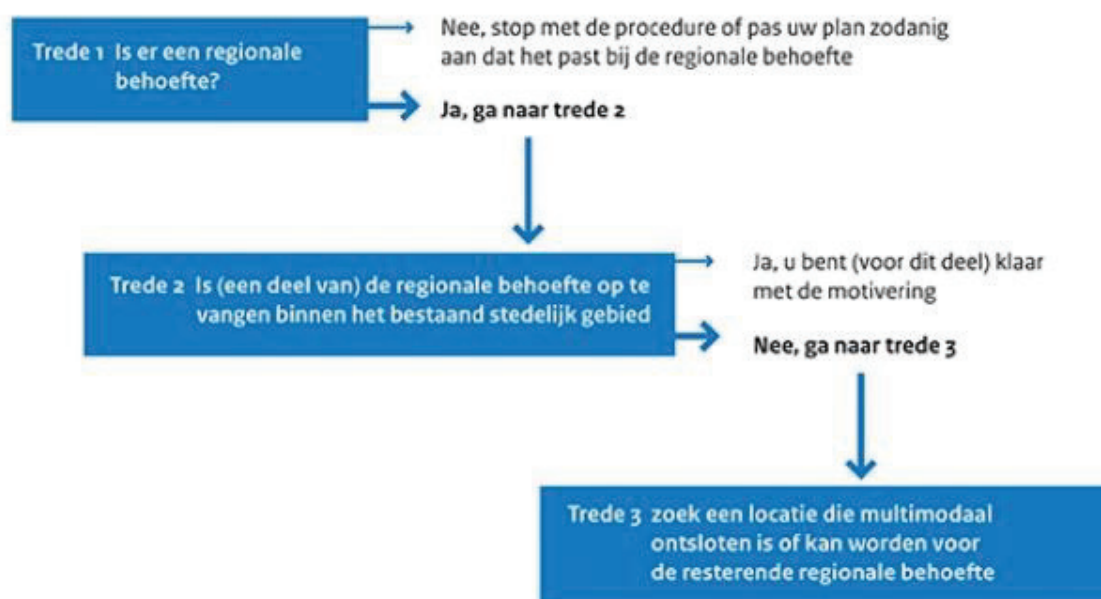 Trede 1 Is er een regionale
behoefte?
Nee, stop met de procedure of pas uw plan zodanig
aan dat het past bij de regionale behoefte
Ja, ga naar trede 2
Trede 2 Is (een deel van) de regionale behoefte op te
vangen binnen het bestaand stedelijk gebied
Ja, u bent (voor dit deel) klaar
met de motivering
Nee, ga naar trede 3
Trede 3 zoek een locatie die multimodaal
ontsloten is of kan worden voor
de resterende regionale behoefte